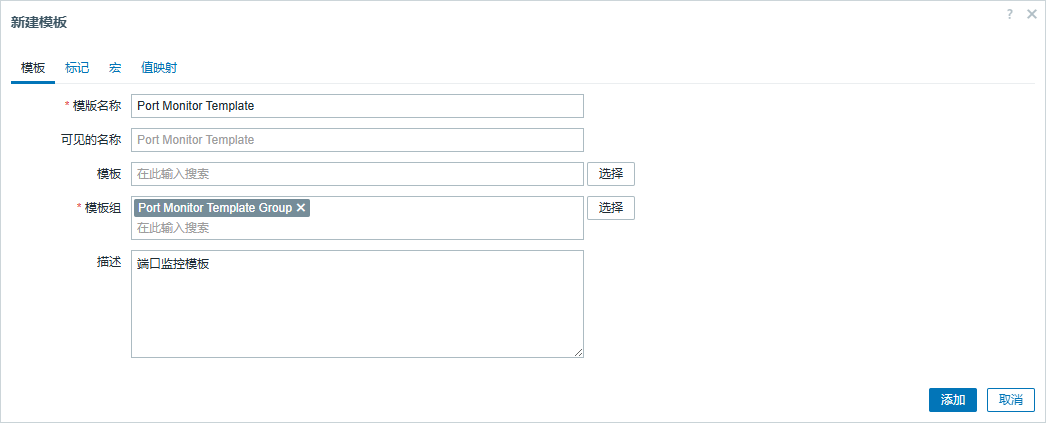 新建模板
? ×
模板 标记 宏 值映射
* 模版名称 Port Monitor Template
可见的名称 Port Monitor Template
模板 在此输入搜索 选择
* 模板组 Port Monitor Template Group × 选择
在此输入搜索
描述 端口监控模板
添加 取消